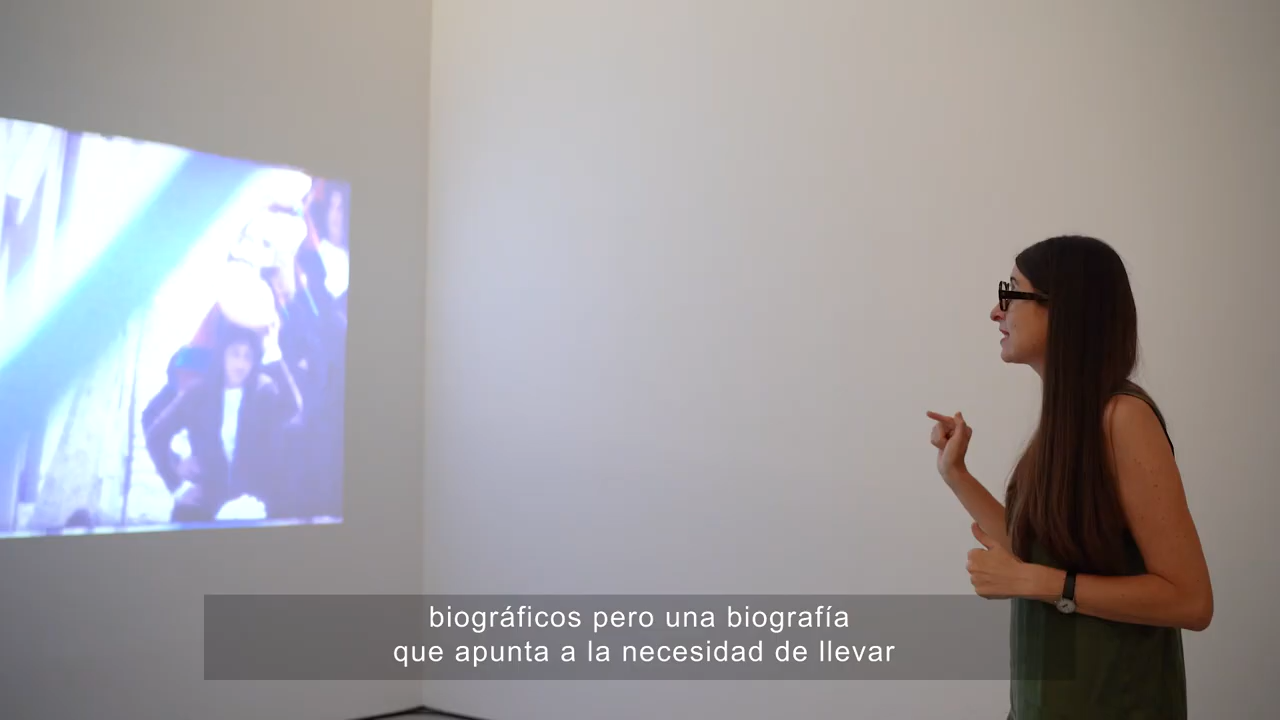 biográficos pero una biografía
que apunta a la necesidad de llevar